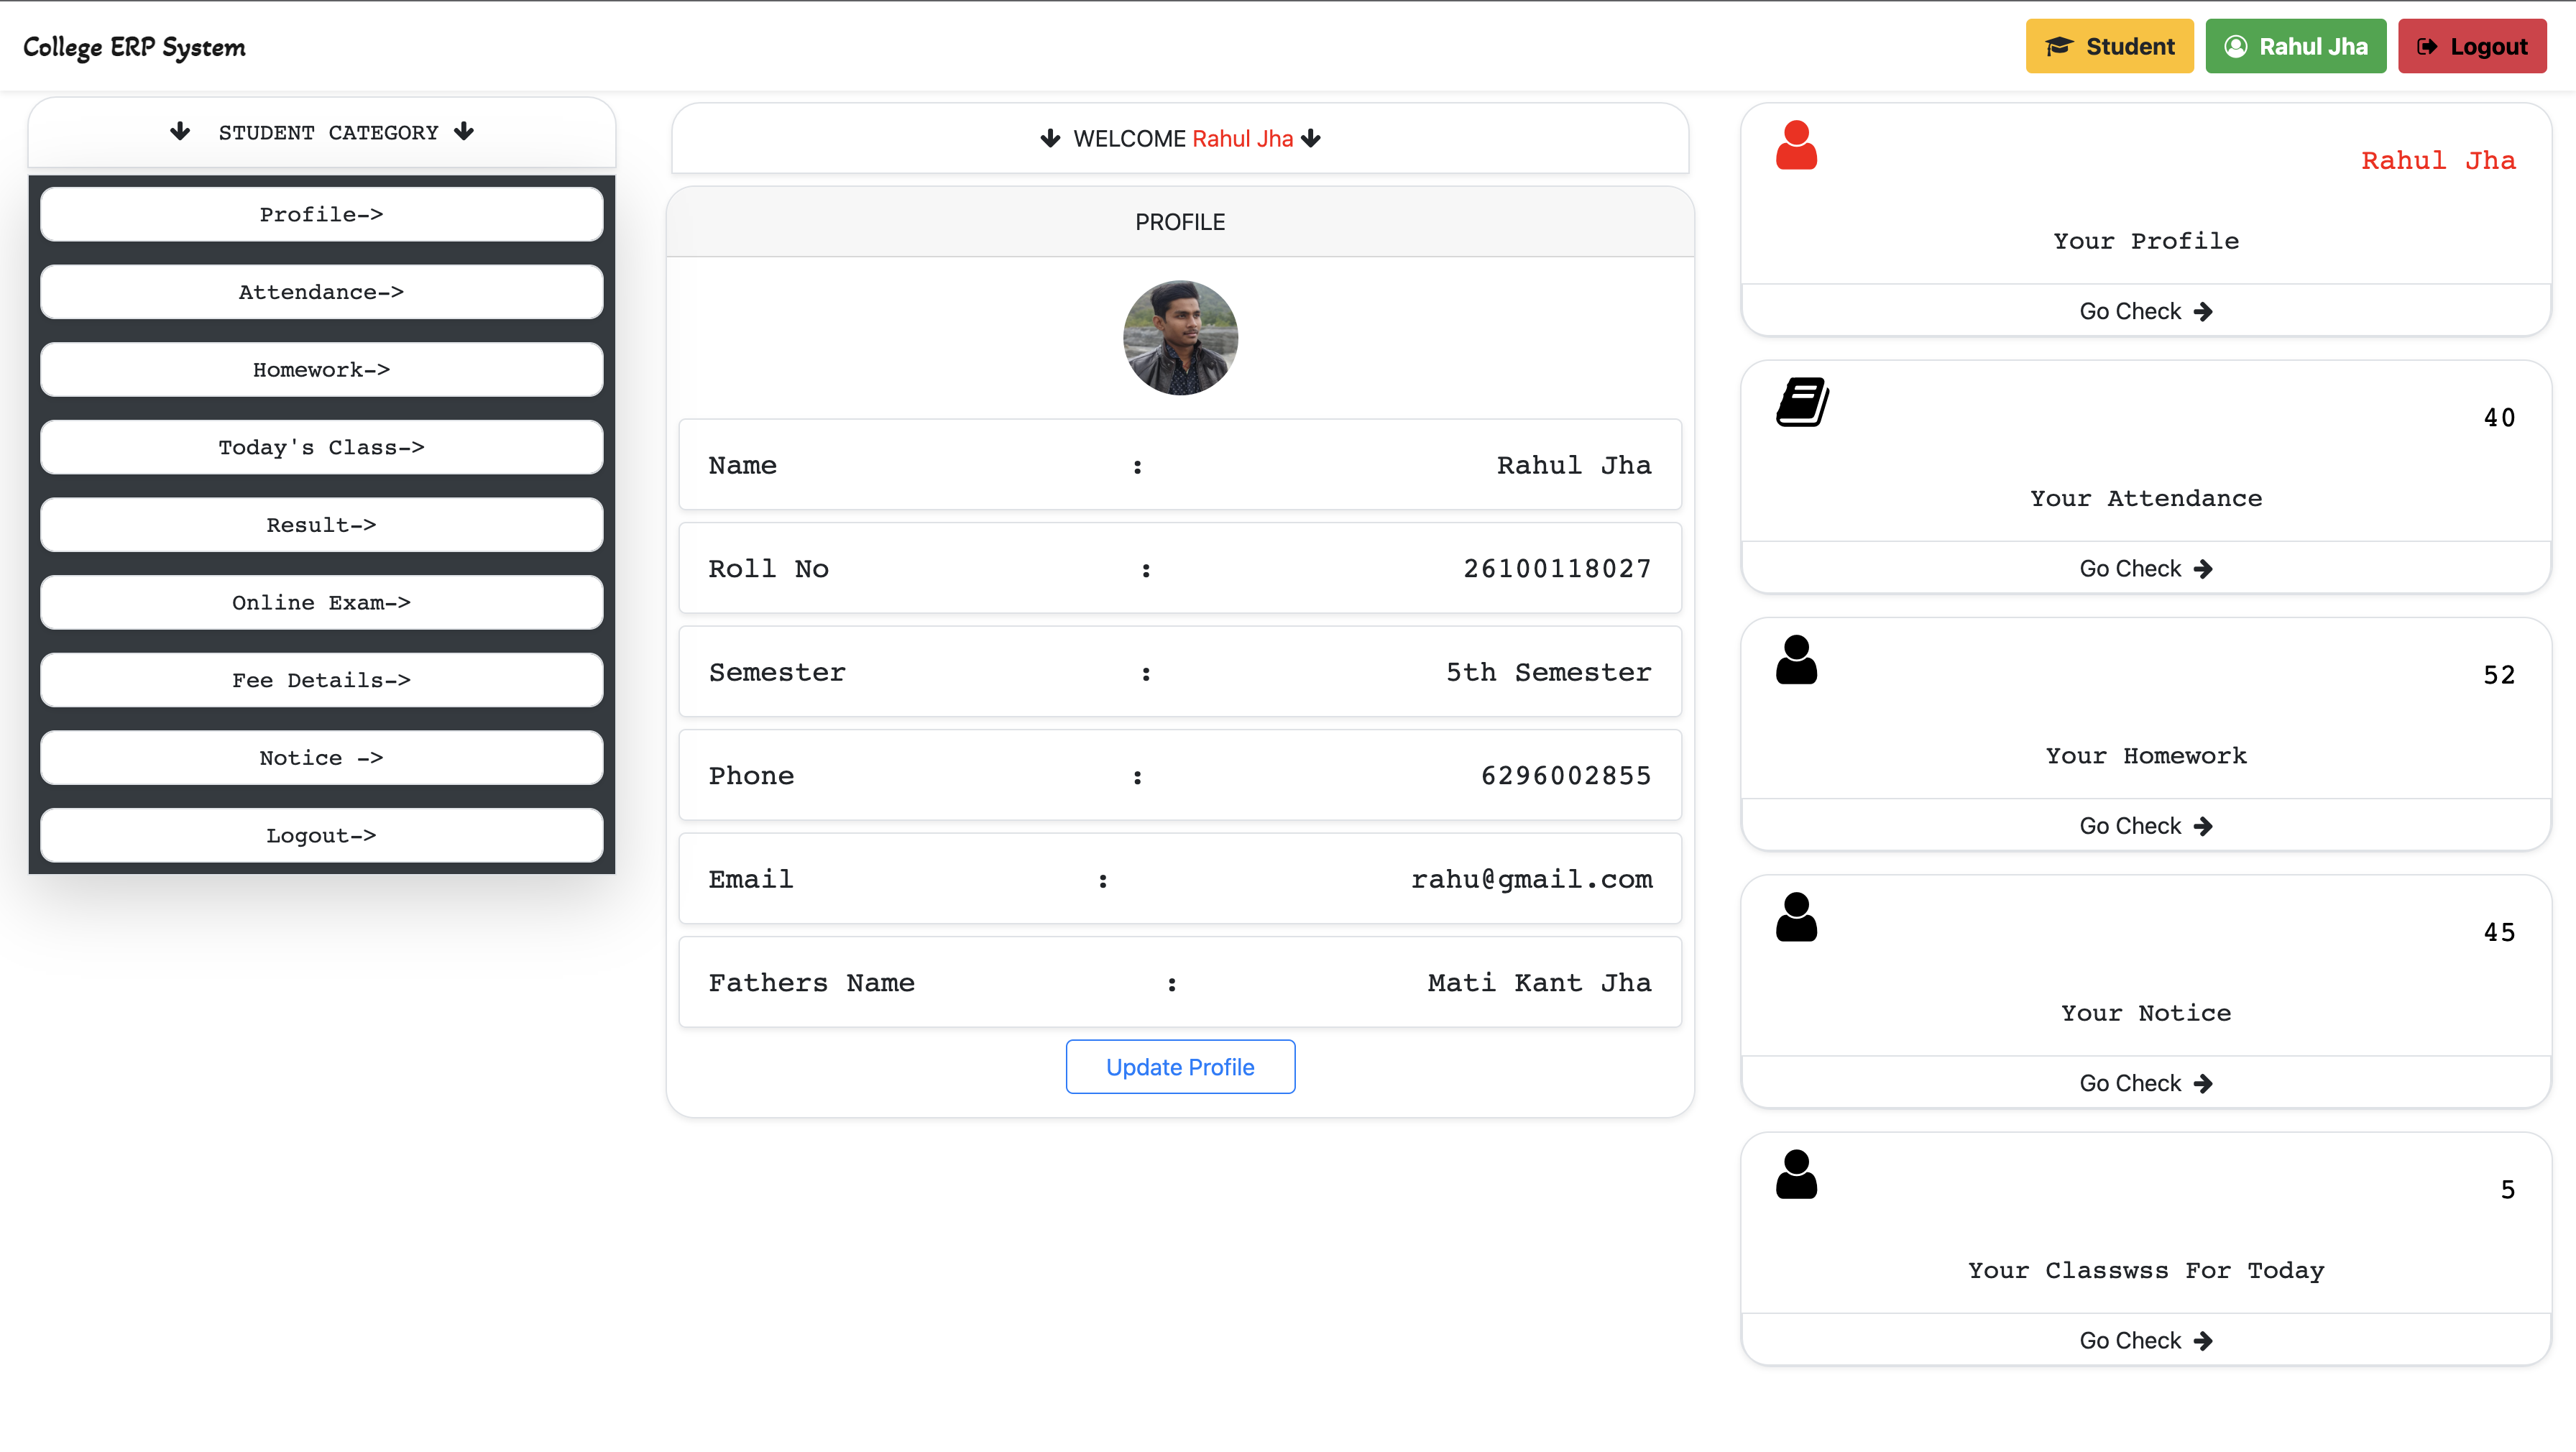 College ERP System
Student
Rahul Jha
Logout
STUDENT CATEGORY
Profile->
Attendance->
Homework->
Today's Class->
Result->
Online Exam->
Fee Details->
Notice ->
Logout->
WELCOME Rahul Jha
PROFILE
Name : Rahul Jha
Roll No : 26100118027
Semester : 5th Semester
Phone : 6296002855
Email : rahu@gmail.com
Fathers Name : Mati Kant Jha
Update Profile
Rahul Jha
Your Profile
Go Check
40
Your Attendance
Go Check
52
Your Homework
Go Check
45
Your Notice
Go Check
5
Your Classwss For Today
Go Check